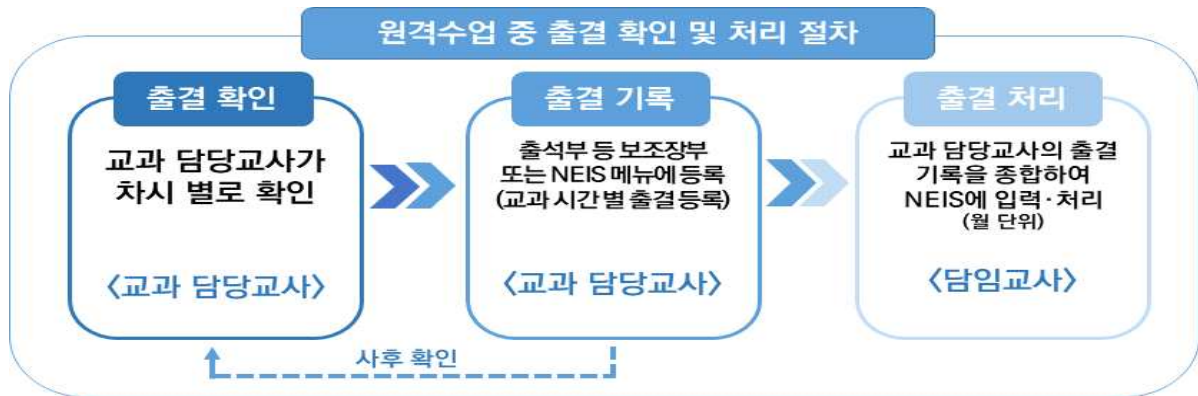 원격수업 중 출결 확인 및 처리 절차
출결 확인
교과 담당교사가
차시 별로 확인
〈교과 담당교사〉
출결 기록
출석부 등 보조장부
또는 NEIS 메뉴에 등록
(교과 시간별 출결 등록)
〈교과 담당교사〉
출결 처리
교과 담당교사의 출결
기록을 종합하여
NEIS에 입력·처리
(월 단위)
〈담임교사〉
사후 확인